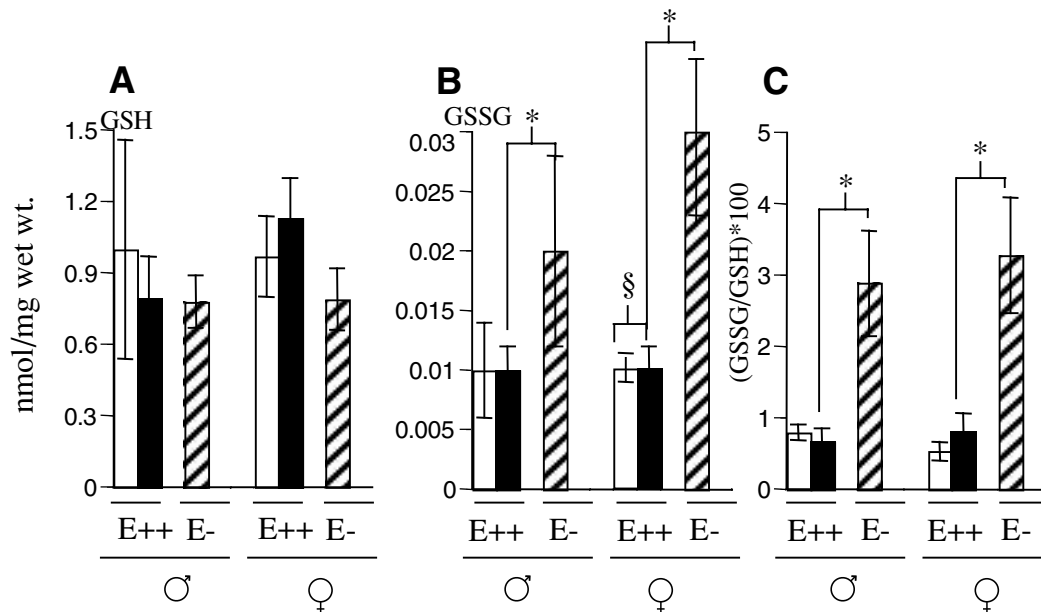 A
GSH
nmol/mg wet wt.
1.5
1.2
0.9
0.6
0.3
0
E++ E- E++ E-
♂ ♀
B
GSSG
0.03
0.025
0.02
0.015
0.01
0.005
0
* § *
E++ E- E++ E-
♂ ♀
C
(GSSG/GSH)*100
5
4
3
2
1
0
* *
E++ E- E++ E-
♂ ♀